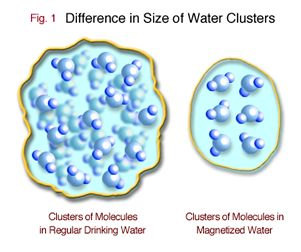 Fig. 1 Difference in Size of Water Clusters
Clusters of Molecules
in Regular Drinking Water
Clusters of Molecules in
Magnetized Water